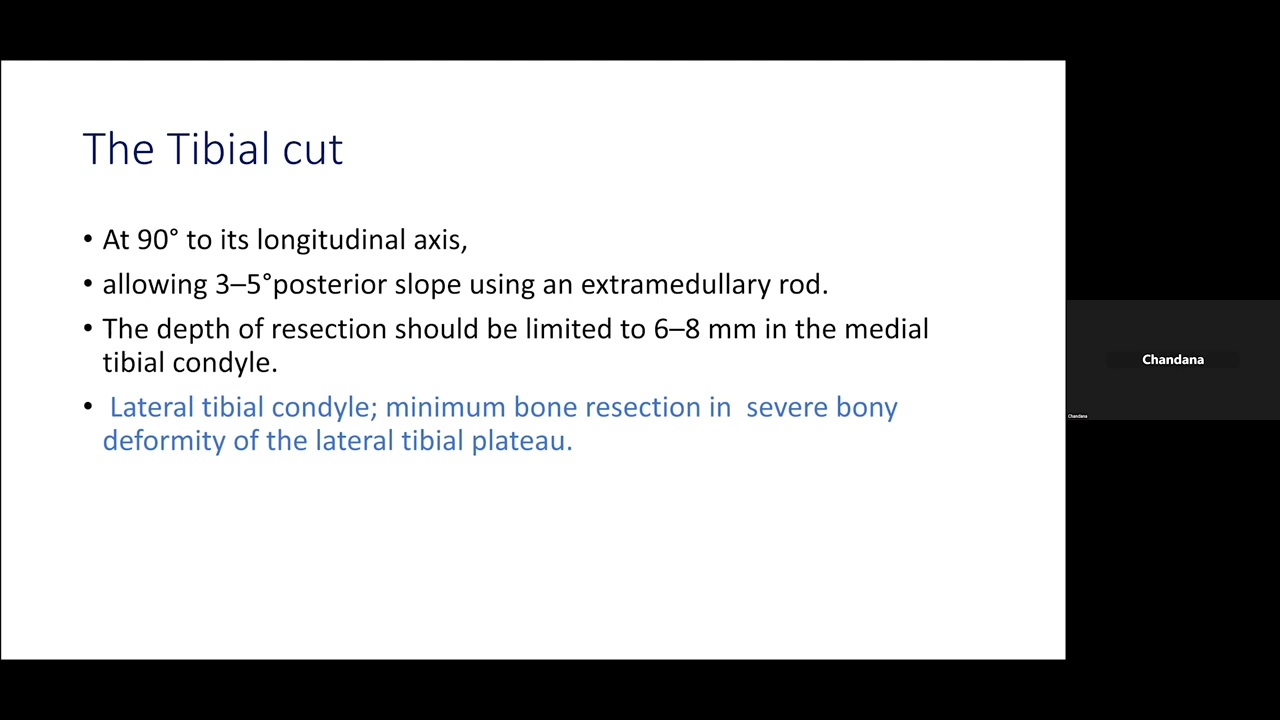 The Tibial cut
• At 90° to its longitudinal axis,
• allowing 3–5°posterior slope using an extramedullary rod.
• The depth of resection should be limited to 6–8 mm in the medial
tibial condyle.
• Lateral tibial condyle; minimum bone resection in  severe bony
deformity of the lateral tibial plateau.
Chandana
Chandana